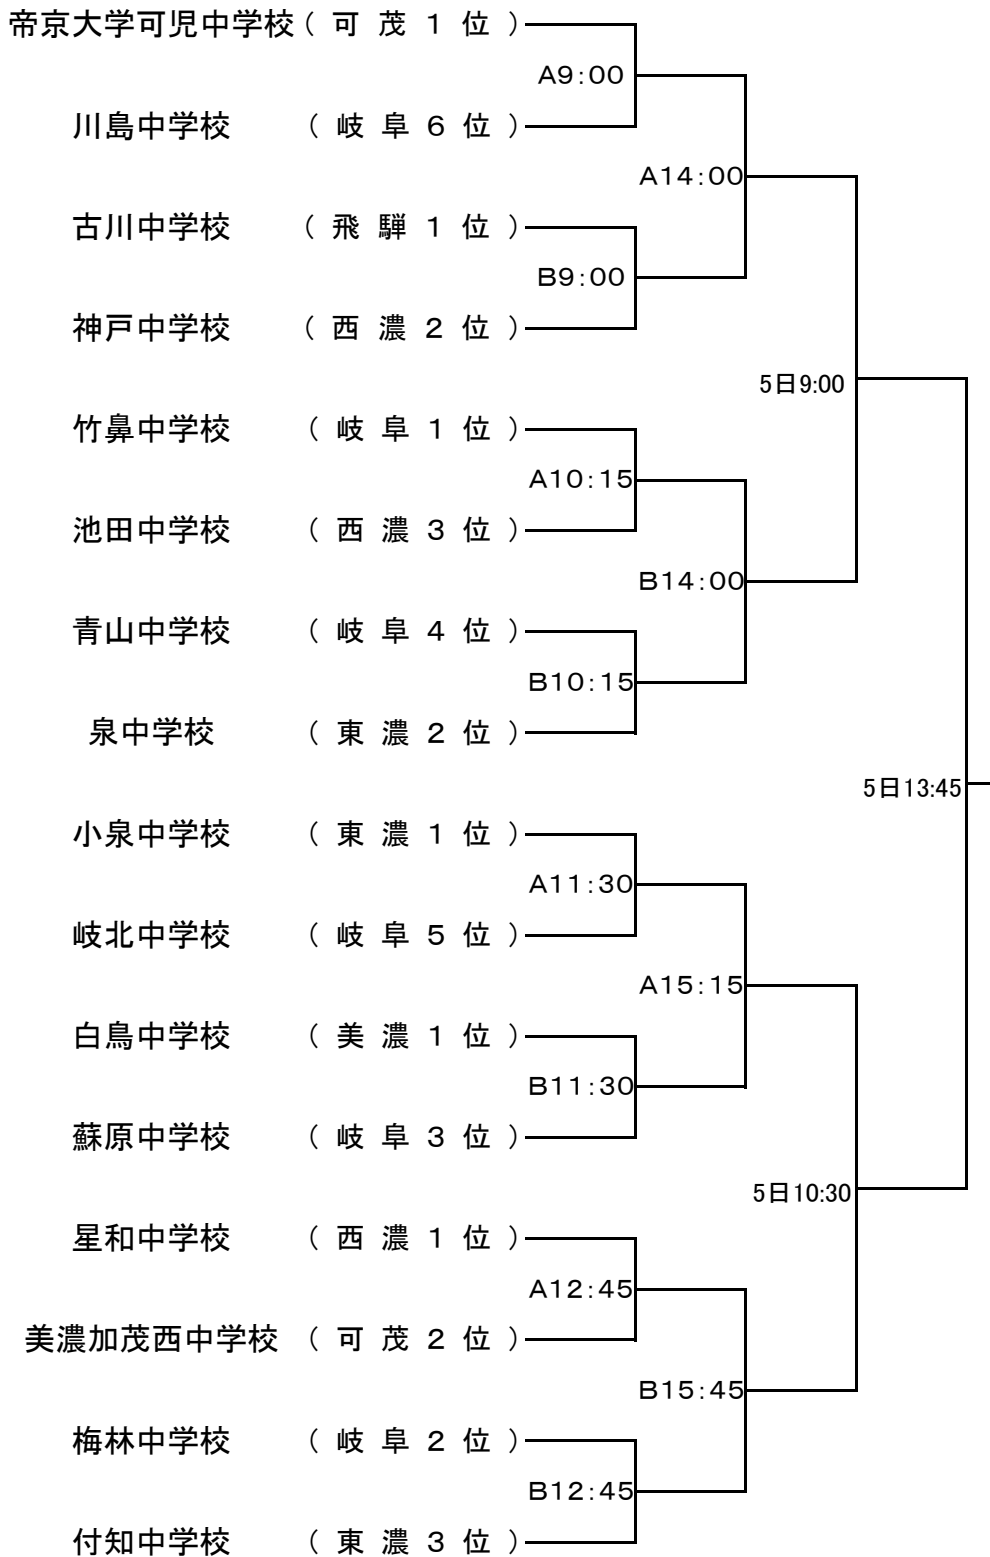 帝京大学可児中学校(可茂1位)
A9:00
川島中学校(岐阜6位)
A14:00
古川中学校(飛騨1位)
B9:00
神戸中学校(西濃2位)
5日9:00
竹鼻中学校(岐阜1位)
A10:15
池田中学校(西濃3位)
B14:00
青山中学校(岐阜4位)
B10:15
泉中学校(東濃2位)
5日13:45
小泉中学校(東濃1位)
A11:30
岐北中学校(岐阜5位)
A15:15
白鳥中学校(美濃1位)
B11:30
蘇原中学校(岐阜3位)
5日10:30
星和中学校(西濃1位)
A12:45
美濃加茂西中学校(可茂2位)
B15:45
梅林中学校(岐阜2位)
B12:45
付知中学校(東濃3位)